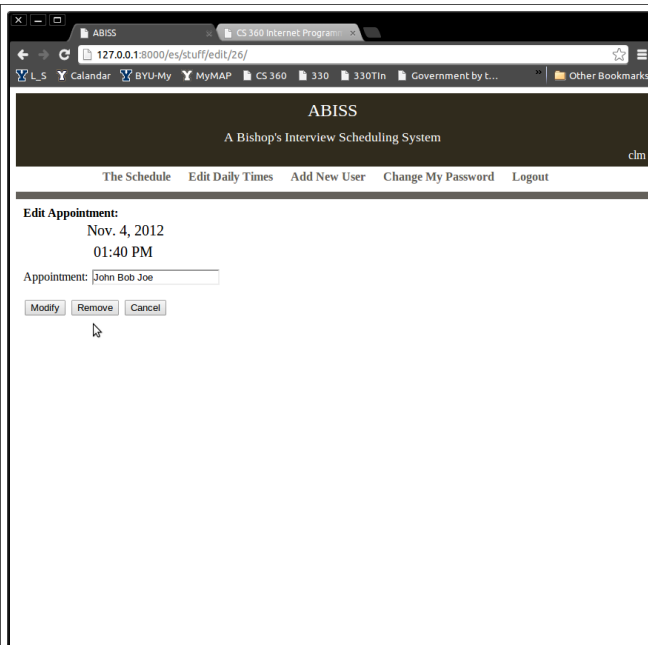 ABISS CS 360 Internet Program
127.0.0.1:8000/es/stuff/edit/26/
L_S Calandar BYU-My MyMAP CS 360 330 330TIn Government by t... » Other Bookmarks
ABISS
A Bishop's Interview Scheduling System
clm
The Schedule Edit Daily Times Add New User Change My Password Logout
Edit Appointment:
Nov. 4, 2012
01:40 PM
Appointment: John Bob Joe
Modify Remove Cancel